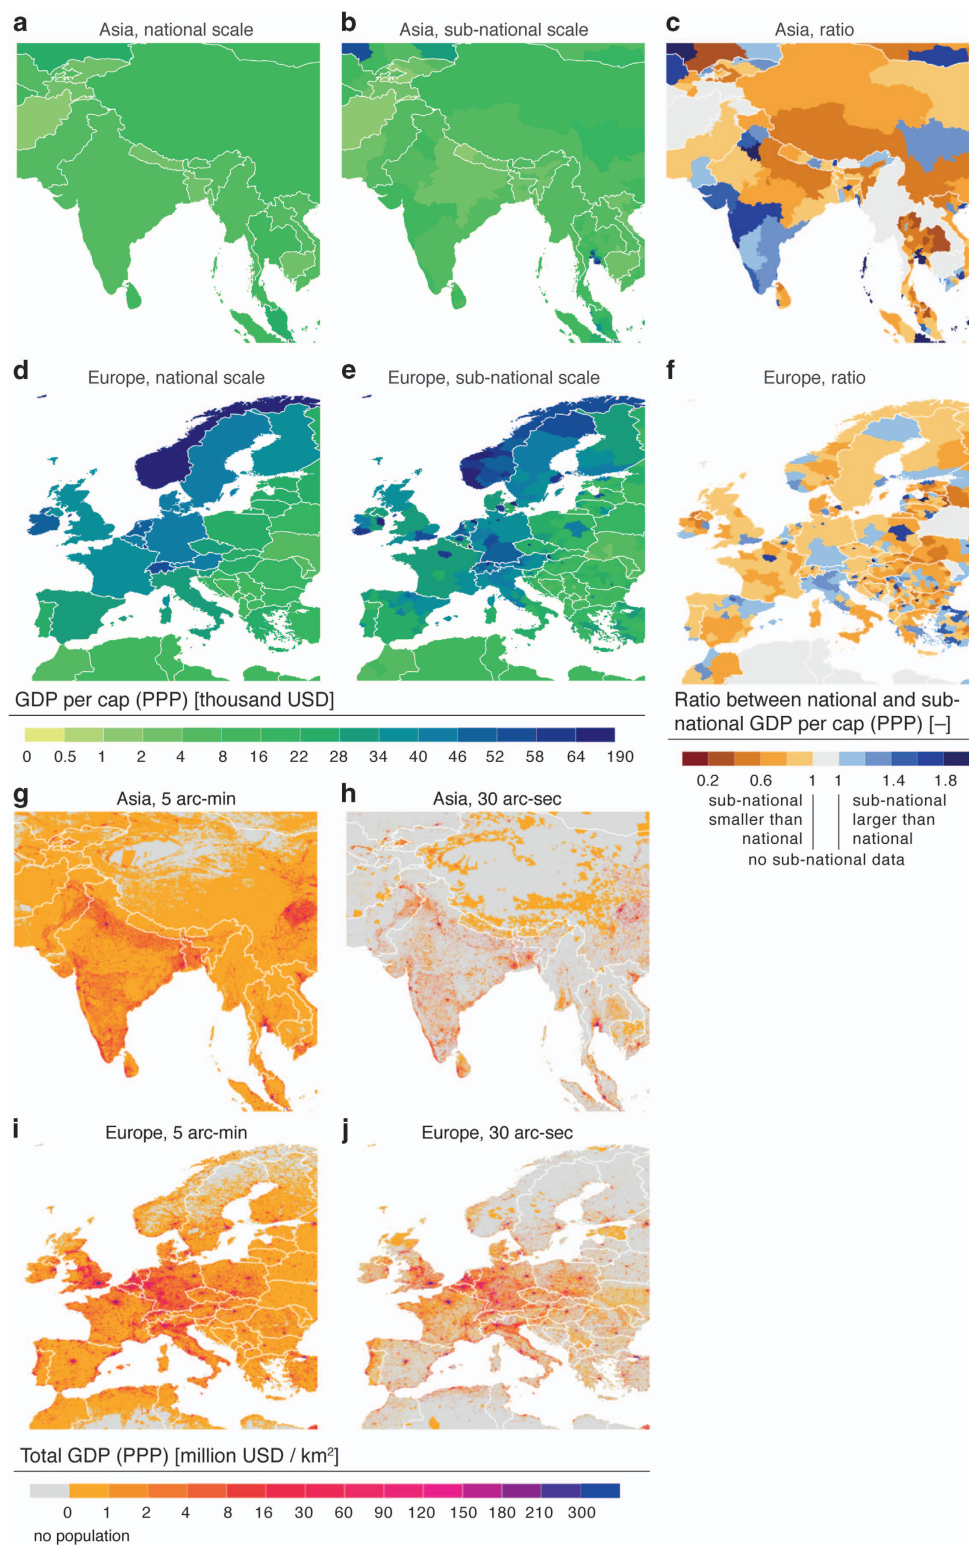 a
Asia, national scale
b
Asia, sub-national scale
c
Asia, ratio
d
Europe, national scale
e
Europe, sub-national scale
f
Europe, ratio
GDP per cap (PPP) [thousand USD]
0 0.5 1 2 4 8 16 22 28 34 40 46 52 58 64 190
Ratio between national and sub-
national GDP per cap (PPP) [–]
0.2 0.6 1 1 1.4 1.8
sub-national
smaller than
national
sub-national
larger than
national
no sub-national data
g
Asia, 5 arc-min
h
Asia, 30 arc-sec
i
Europe, 5 arc-min
j
Europe, 30 arc-sec
Total GDP (PPP) [million USD / km²]
0 1 2 4 8 16 30 60 90 120 150 180 210 300
no population